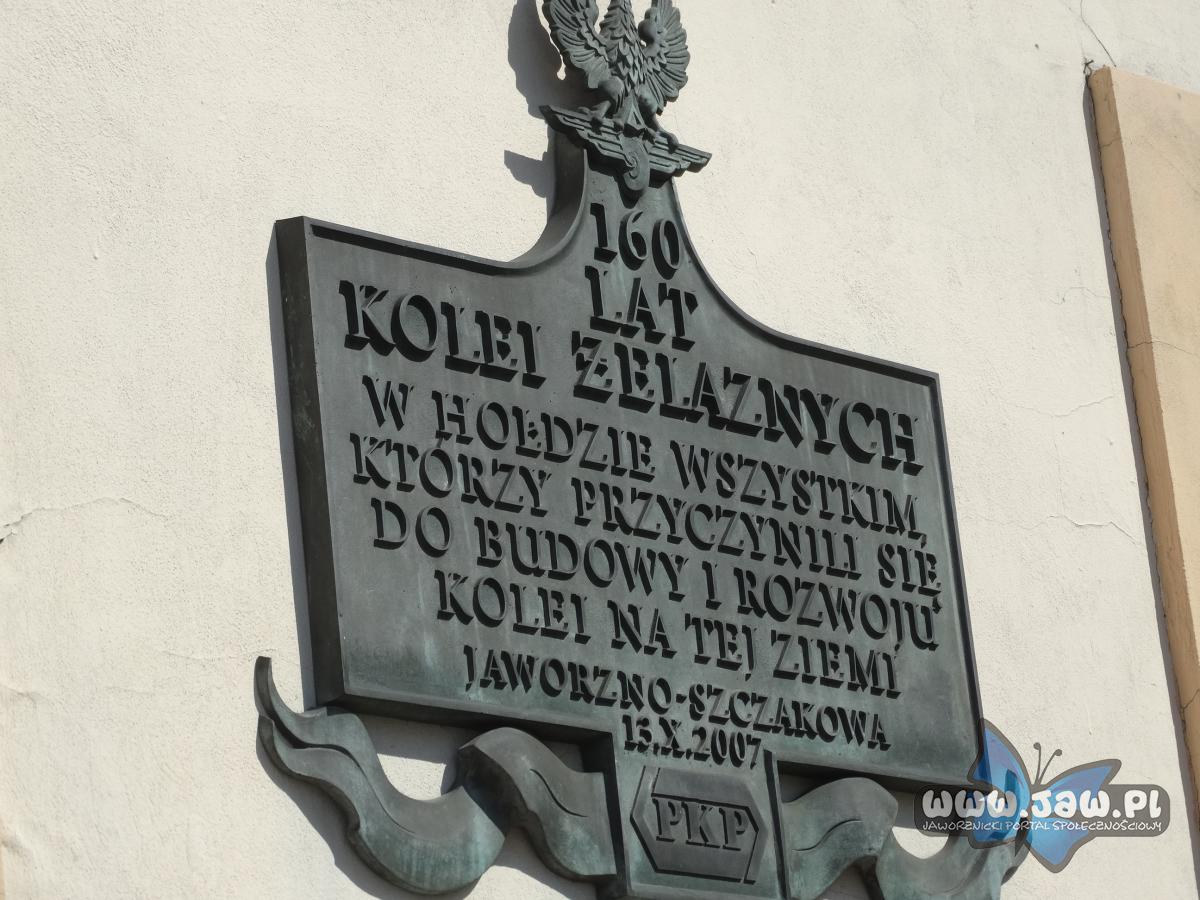 160
LAT
KOLEI ŻELAZNYCH
W HOŁDZIE WSZYSTKIM,
KTÓRZY PRZYCZYNILI SIĘ
DO BUDOWY I ROZWOJU
KOLEI NA TEJ ZIEMI
JAWORZNO-SZCZAKOWA
15.X.2007
PKP
www.jaw.pl
JAWORZNICKI PORTAL SPOŁECZNOŚCIOWY